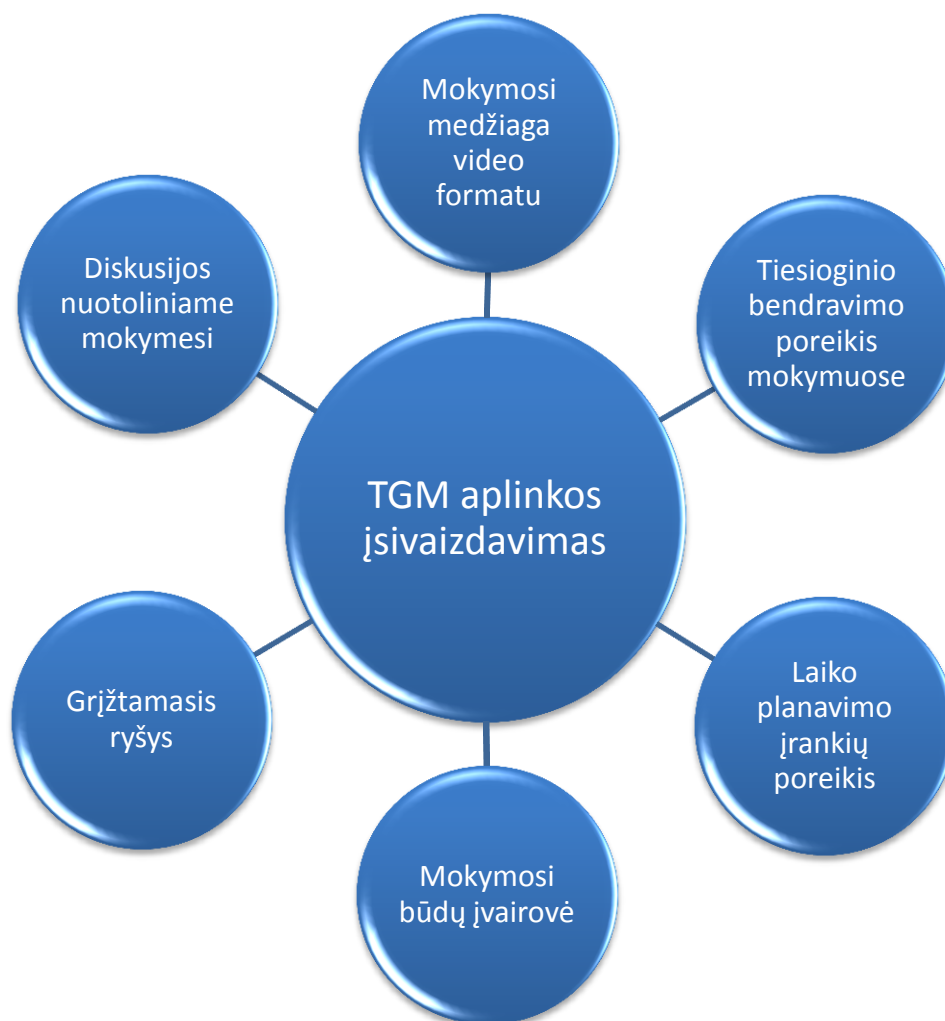 Mokymosi
medžiaga
video
formatu
Diskusijos
nuotoliniame
mokymesi
Tiesioginio
bendravimo
poreikis
mokymuose
TGM aplinkos
įsivaizdavimas
Grįžtamasis
ryšys
Laiko
planavimo
įrankių
poreikis
Mokymosi
būdų įvairovė